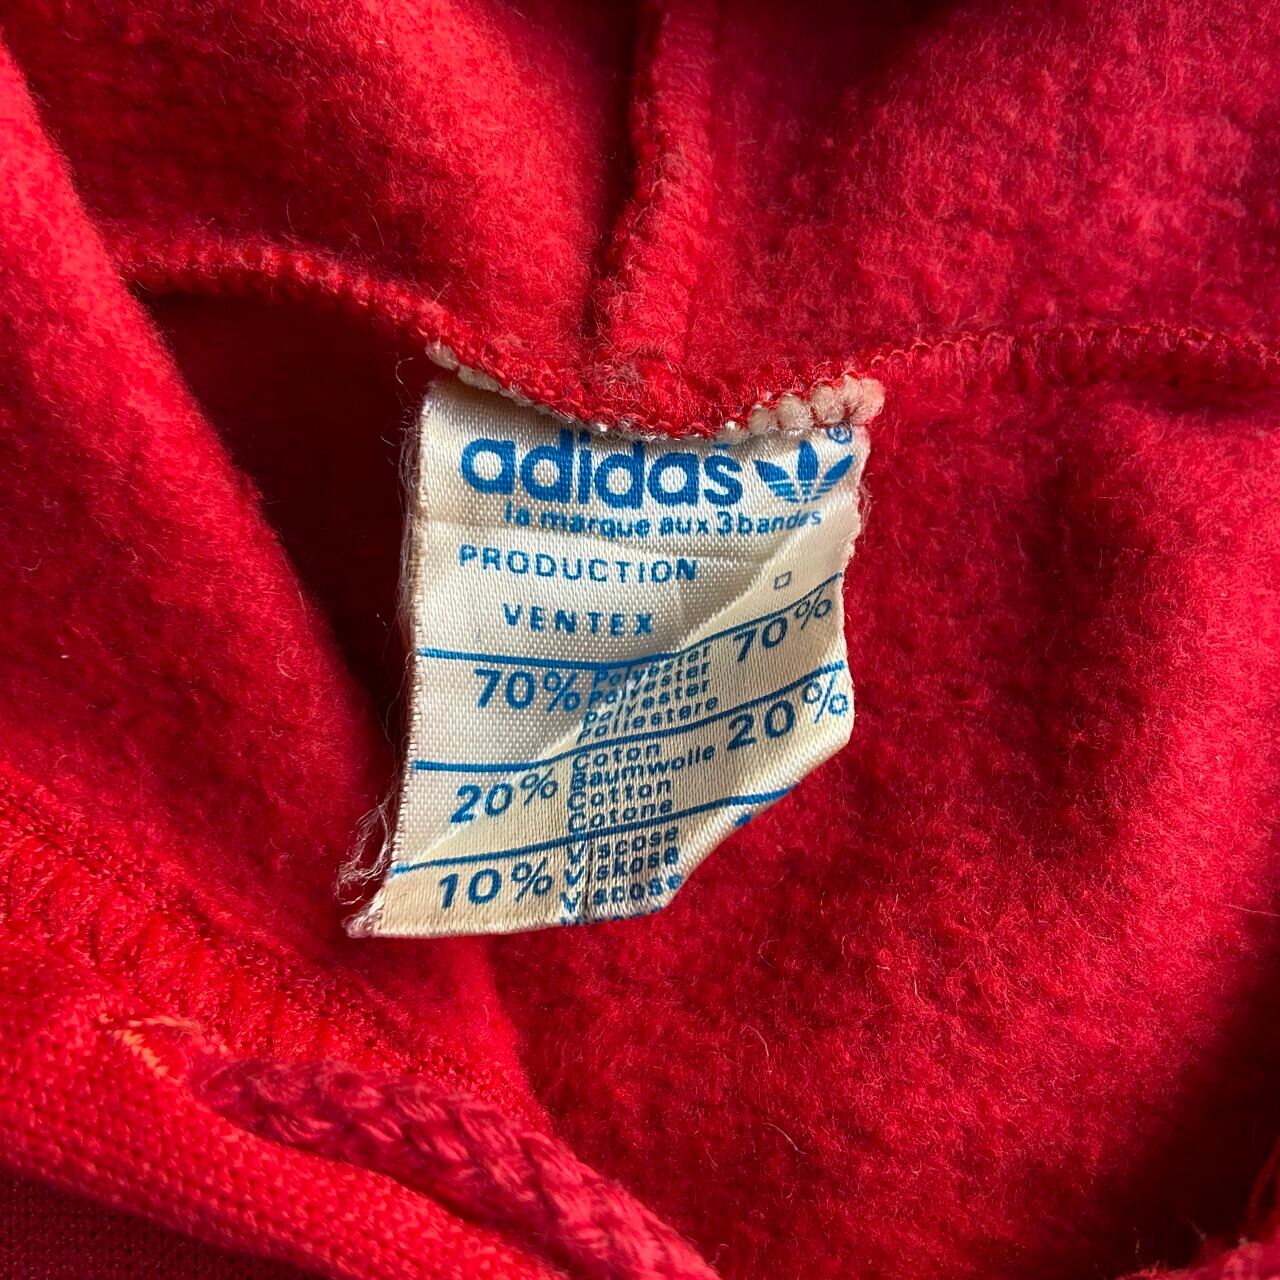 adidas ®
la marque aux 3 bandes
PRODUCTION
VENTEX
70% Polyester 70%
Polyester
Poliestere
20% Coton 20%
Baumwolle
Cotton
Cotone
10% Viscose
Viskose
Viscose